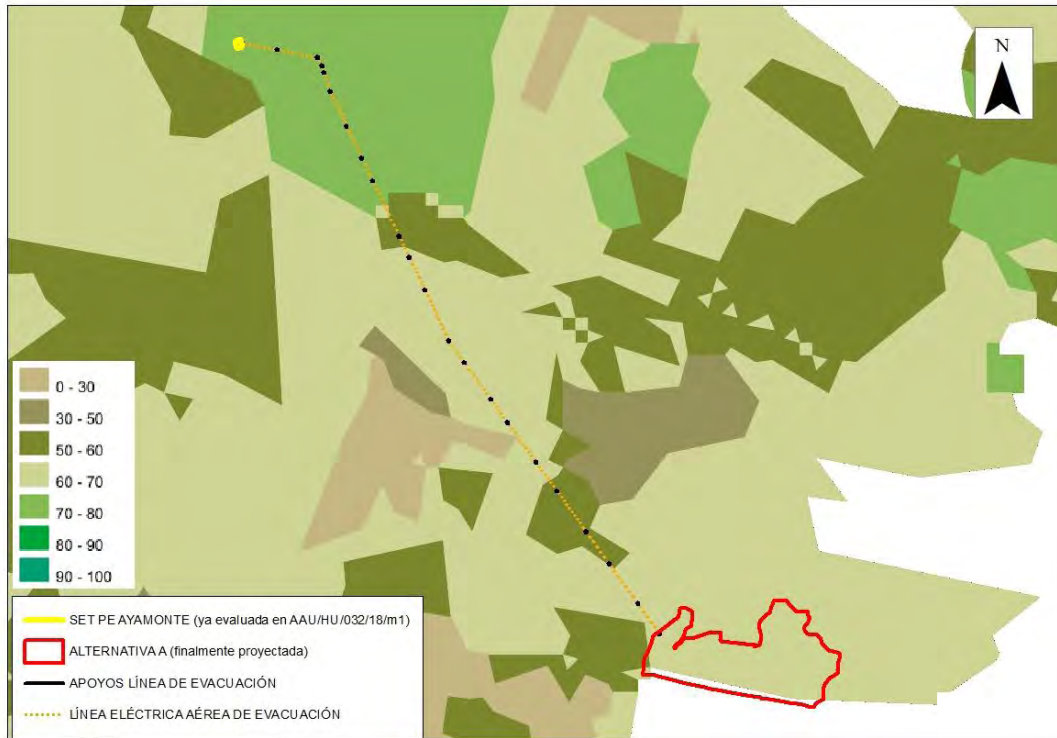 N
0 - 30
30 - 50
50 - 60
60 - 70
70 - 80
80 - 90
90 - 100
SET PE AYAMONTE (ya evaluada en AAU/HU/032/18/m1)
ALTERNATIVA A (finalmente proyectada)
APOYOS LÍNEA DE EVACUACIÓN
LÍNEA ELÉCTRICA AÉREA DE EVACUACIÓN